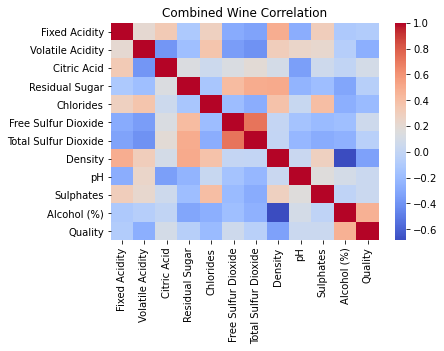 Combined Wine Correlation
Fixed Acidity
Volatile Acidity
Citric Acid
Residual Sugar
Chlorides
Free Sulfur Dioxide
Total Sulfur Dioxide
Density
pH
Sulphates
Alcohol (%)
Quality
Fixed Acidity
Volatile Acidity
Citric Acid
Residual Sugar
Chlorides
Free Sulfur Dioxide
Total Sulfur Dioxide
Density
pH
Sulphates
Alcohol (%)
Quality
1.0
0.8
0.6
0.4
0.2
0.0
−0.2
−0.4
−0.6